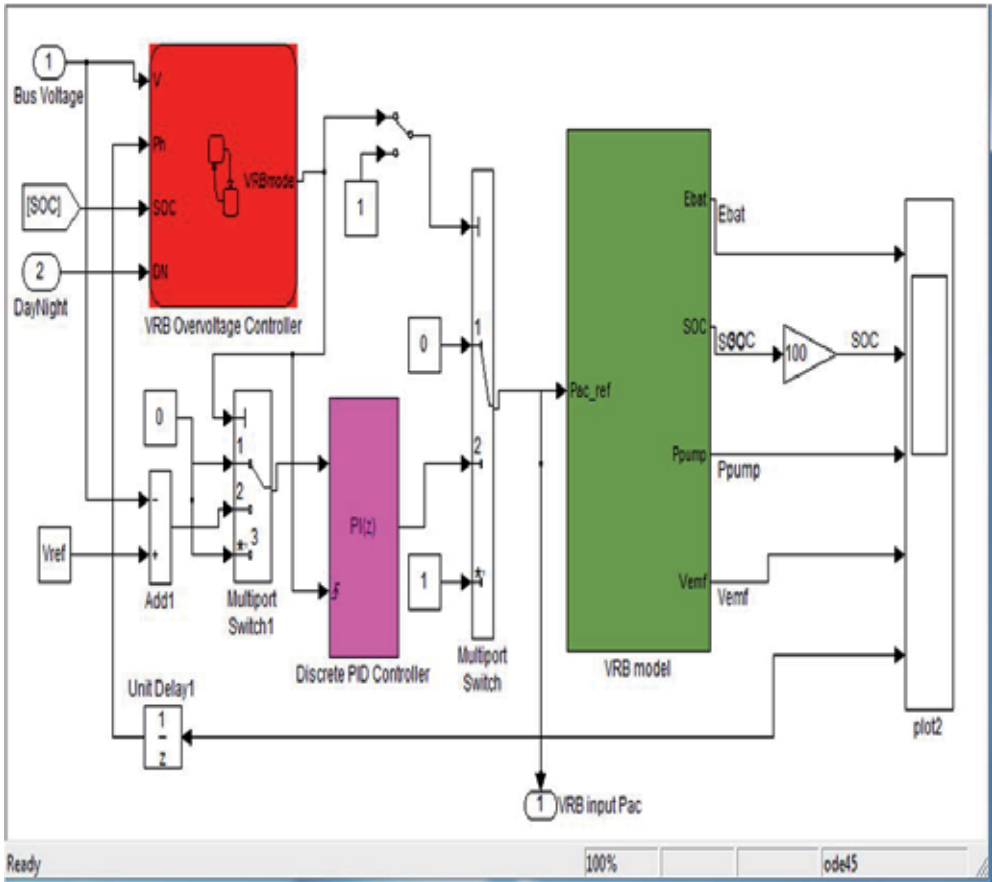 1
Bus Voltage
V
Ph
[SOC]
SOC
VRBmode
2
DN
DayNight
VRB Overvoltage Controller
1
0
1
2
*,
1
Multiport
Switch
0
1
2
*, 3
Multiport
Switch1
Vref
−
+
Add1
PI(z)
Discrete PID Controller
Pac_ref
Ebat
SOC
Ppump
Vemf
VRB model
Ebat
SOC
100
SOC
Ppump
Vemf
plot2
Unit Delay1
1
z
1
VRB input Pac
Ready
100%
ode45